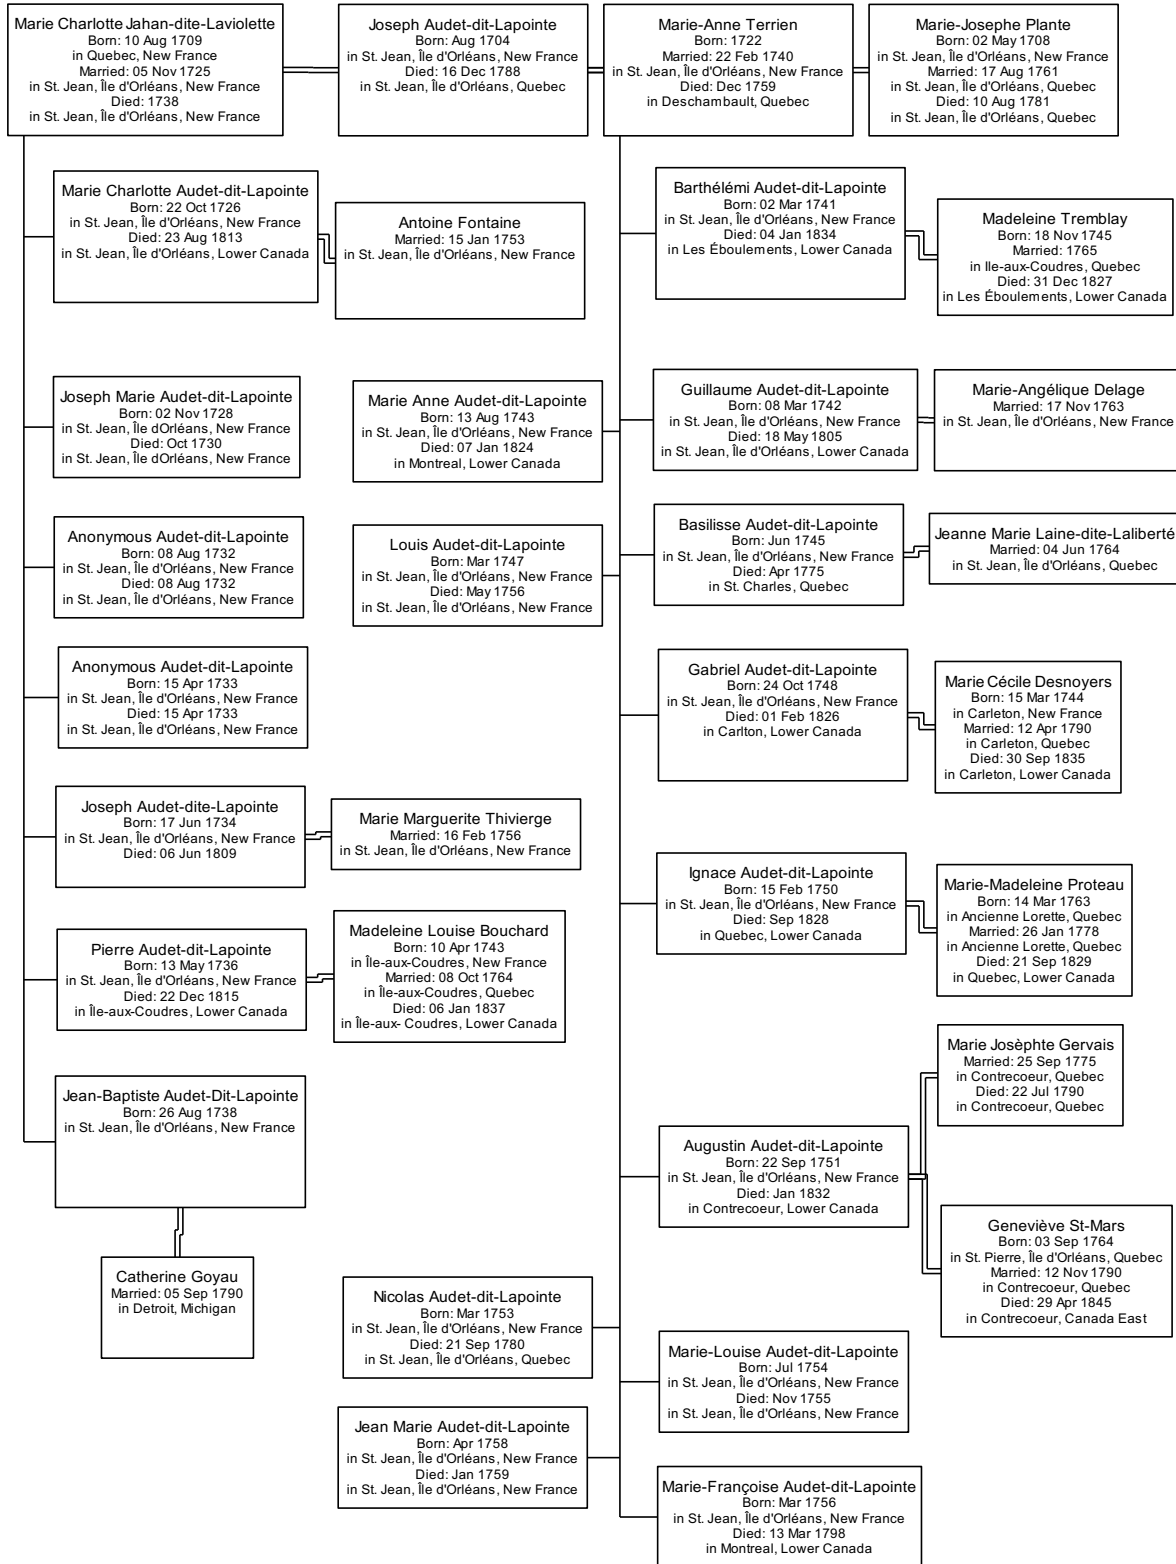 Marie Charlotte Jahan-dite-Laviolette
Born: 10 Aug 1709
in Quebec, New France
Married: 05 Nov 1725
in St. Jean, Île d'Orléans, New France
Died: 1738
in St. Jean, Île d'Orléans, New France
Joseph Audet-dit-Lapointe
Born: Aug 1704
in St. Jean, Île d'Orléans, New France
Died: 16 Dec 1788
in St. Jean, Île d'Orléans, Quebec
Marie-Anne Terrien
Born: 1722
Married: 22 Feb 1740
in St. Jean, Île d'Orléans, New France
Died: Dec 1759
in Deschambault, Quebec
Marie-Josephe Plante
Born: 02 May 1708
in St. Jean, Île d'Orléans, New France
Married: 17 Aug 1761
in St. Jean, Île d'Orléans, Quebec
Died: 10 Aug 1781
in St. Jean, Île d'Orléans, Quebec
Marie Charlotte Audet-dit-Lapointe
Born: 22 Oct 1726
in St. Jean, Île d'Orléans, New France
Died: 23 Aug 1813
in St. Jean, Île d'Orléans, Lower Canada
Antoine Fontaine
Married: 15 Jan 1753
in St. Jean, Île d'Orléans, New France
Barthélémi Audet-dit-Lapointe
Born: 02 Mar 1741
in St. Jean, Île d'Orléans, New France
Died: 04 Jan 1834
in Les Éboulements, Lower Canada
Madeleine Tremblay
Born: 18 Nov 1745
Married: 1765
in Ile-aux-Coudres, Quebec
Died: 31 Dec 1827
in Les Éboulements, Lower Canada
Joseph Marie Audet-dit-Lapointe
Born: 02 Nov 1728
in St. Jean, Île dOrléans, New France
Died: Oct 1730
in St. Jean, Île dOrléans, New France
Marie Anne Audet-dit-Lapointe
Born: 13 Aug 1743
in St. Jean, Île d'Orléans, New France
Died: 07 Jan 1824
in Montreal, Lower Canada
Guillaume Audet-dit-Lapointe
Born: 08 Mar 1742
in St. Jean, Île d'Orléans, New France
Died: 18 May 1805
in St. Jean, Île d'Orléans, Lower Canada
Marie-Angélique Delage
Married: 17 Nov 1763
in St. Jean, Île d'Orléans, New France
Anonymous Audet-dit-Lapointe
Born: 08 Aug 1732
in St. Jean, Île d'Orléans, New France
Died: 08 Aug 1732
in St. Jean, Île d'Orléans, New France
Louis Audet-dit-Lapointe
Born: Mar 1747
in St. Jean, Île d'Orléans, New France
Died: May 1756
in St. Jean, Île d'Orléans, New France
Basilisse Audet-dit-Lapointe
Born: Jun 1745
in St. Jean, Île d'Orléans, New France
Died: Apr 1775
in St. Charles, Quebec
Jeanne Marie Laine-dite-Laliberté
Married: 04 Jun 1764
in St. Jean, Île d'Orléans, Quebec
Anonymous Audet-dit-Lapointe
Born: 15 Apr 1733
in St. Jean, Île d'Orléans, New France
Died: 15 Apr 1733
in St. Jean, Île d'Orléans, New France
Gabriel Audet-dit-Lapointe
Born: 24 Oct 1748
in St. Jean, Île d'Orléans, New France
Died: 01 Feb 1826
in Carlton, Lower Canada
Marie Cécile Desnoyers
Born: 15 Mar 1744
in Carleton, New France
Married: 12 Apr 1790
in Carleton, Quebec
Died: 30 Sep 1835
in Carleton, Lower Canada
Joseph Audet-dite-Lapointe
Born: 17 Jun 1734
in St. Jean, Île d'Orléans, New France
Died: 06 Jun 1809
Marie Marguerite Thivierge
Married: 16 Feb 1756
in St. Jean, Île d'Orléans, New France
Ignace Audet-dit-Lapointe
Born: 15 Feb 1750
in St. Jean, Île d'Orléans, New France
Died: Sep 1828
in Quebec, Lower Canada
Marie-Madeleine Proteau
Born: 14 Mar 1763
in Ancienne Lorette, Quebec
Married: 26 Jan 1778
in Ancienne Lorette, Quebec
Died: 21 Sep 1829
in Quebec, Lower Canada
Pierre Audet-dit-Lapointe
Born: 13 May 1736
in St. Jean, Île d'Orléans, New France
Died: 22 Dec 1815
in Île-aux-Coudres, Lower Canada
Madeleine Louise Bouchard
Born: 10 Apr 1743
in Île-aux-Coudres, New France
Married: 08 Oct 1764
in Île-aux-Coudres, Quebec
Died: 06 Jan 1837
in Île-aux- Coudres, Lower Canada
Jean-Baptiste Audet-Dit-Lapointe
Born: 26 Aug 1738
in St. Jean, Île d'Orléans, New France
Marie Josèphte Gervais
Married: 25 Sep 1775
in Contrecoeur, Quebec
Died: 22 Jul 1790
in Contrecoeur, Quebec
Augustin Audet-dit-Lapointe
Born: 22 Sep 1751
in St. Jean, Île d'Orléans, New France
Died: Jan 1832
in Contrecoeur, Lower Canada
Geneviève St-Mars
Born: 03 Sep 1764
in St. Pierre, Île d'Orléans, Quebec
Married: 12 Nov 1790
in Contrecoeur, Quebec
Died: 29 Apr 1845
in Contrecoeur, Canada East
Catherine Goyau
Married: 05 Sep 1790
in Detroit, Michigan
Nicolas Audet-dit-Lapointe
Born: Mar 1753
in St. Jean, Île d'Orléans, New France
Died: 21 Sep 1780
in St. Jean, Île d'Orléans, Quebec
Marie-Louise Audet-dit-Lapointe
Born: Jul 1754
in St. Jean, Île d'Orléans, New France
Died: Nov 1755
in St. Jean, Île d'Orléans, New France
Jean Marie Audet-dit-Lapointe
Born: Apr 1758
in St. Jean, Île d'Orléans, New France
Died: Jan 1759
in St. Jean, Île d'Orléans, New France
Marie-Françoise Audet-dit-Lapointe
Born: Mar 1756
in St. Jean, Île d'Orléans, New France
Died: 13 Mar 1798
in Montreal, Lower Canada